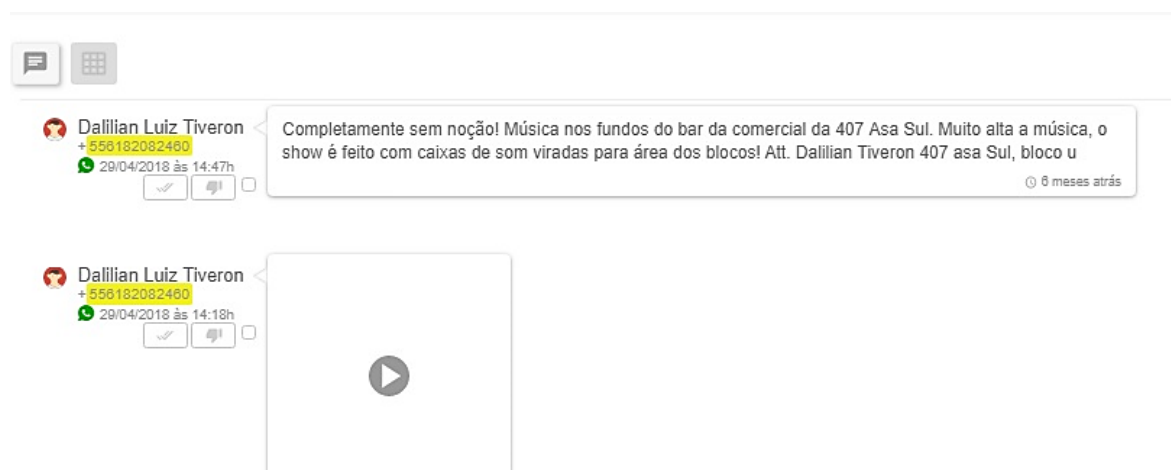 Dalilian Luiz Tiveron
+556182082460
29/04/2018 às 14:47h
Completamente sem noção! Música nos fundos do bar da comercial da 407 Asa Sul. Muito alta a música, o
show é feito com caixas de som viradas para área dos blocos! Att. Dalilian Tiveron 407 asa Sul, bloco u
6 meses atrás
Dalilian Luiz Tiveron
+556182082460
29/04/2018 às 14:18h